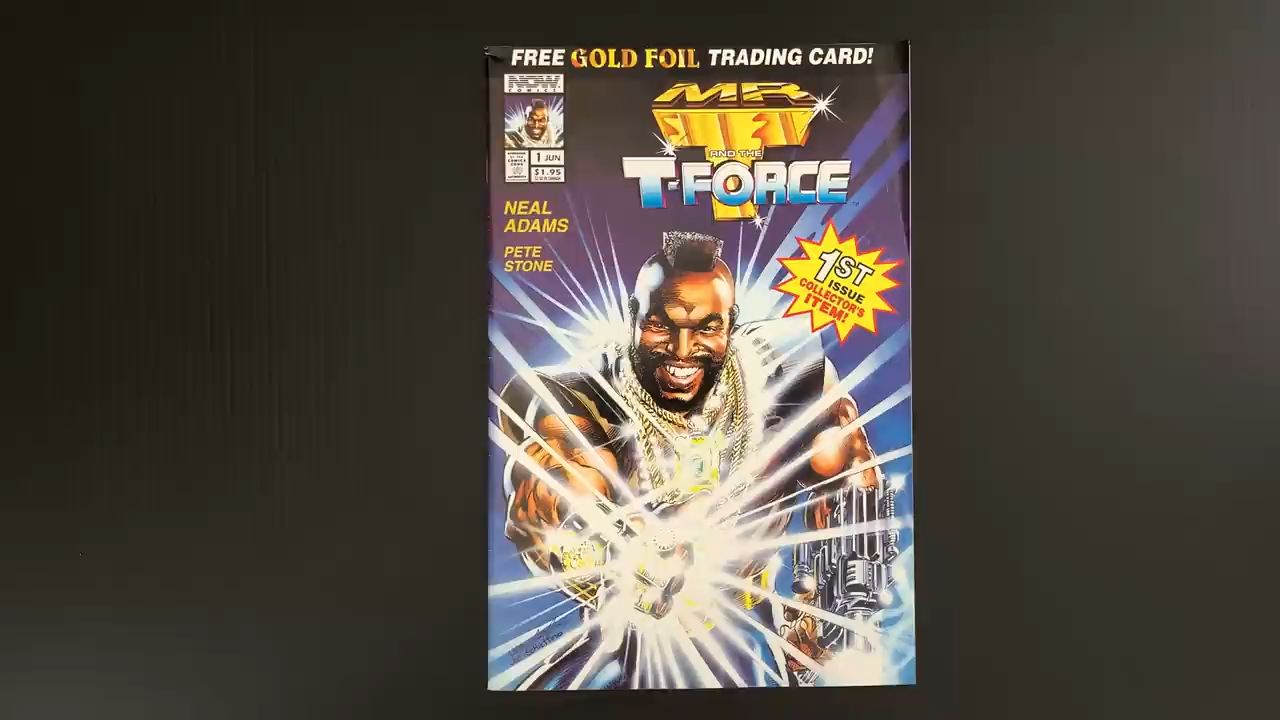 FREE GOLD FOIL TRADING CARD!
NOW
COMICS
1 JUN
$1.95
MR
T
AND THE
T-FORCE
NEAL
ADAMS
PETE
STONE
1ST
ISSUE
COLLECTOR'S
ITEM!